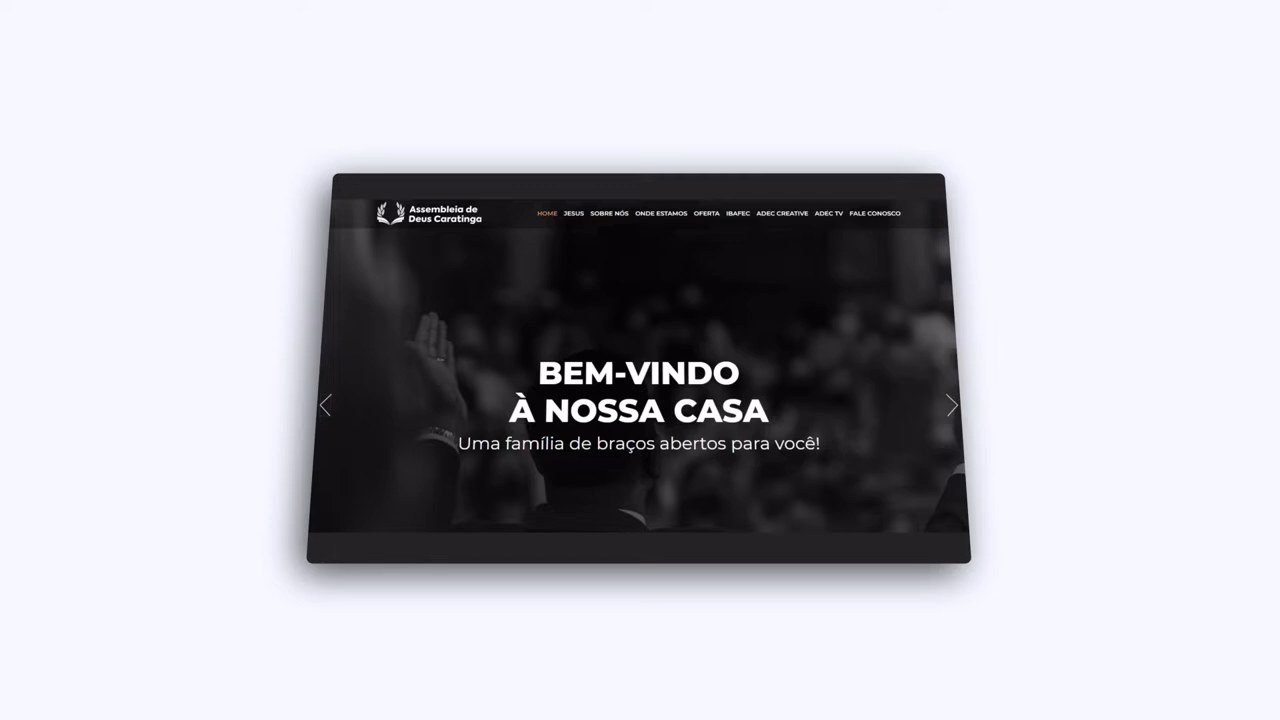 Assembleia de
Deus Caratinga
HOME JESUS SOBRE NÓS ONDE ESTAMOS OFERTA IBAFEC ADEC CREATIVE ADEC TV FALE CONOSCO
BEM-VINDO
À NOSSA CASA
Uma família de braços abertos para você!